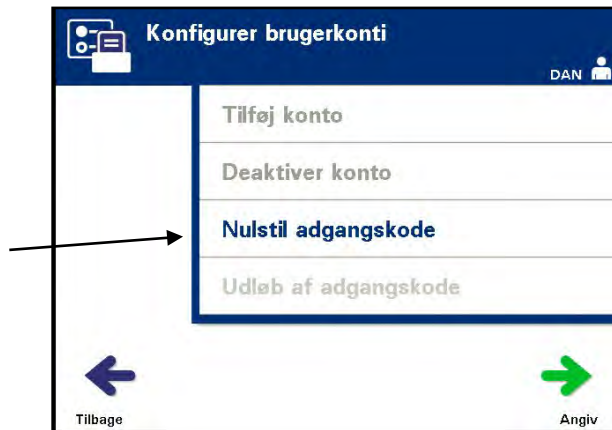 Konfigurer brugerkonti
DAN
Tilføj konto
Deaktiver konto
Nulstil adgangskode
Udløb af adgangskode
Tilbage
Angiv